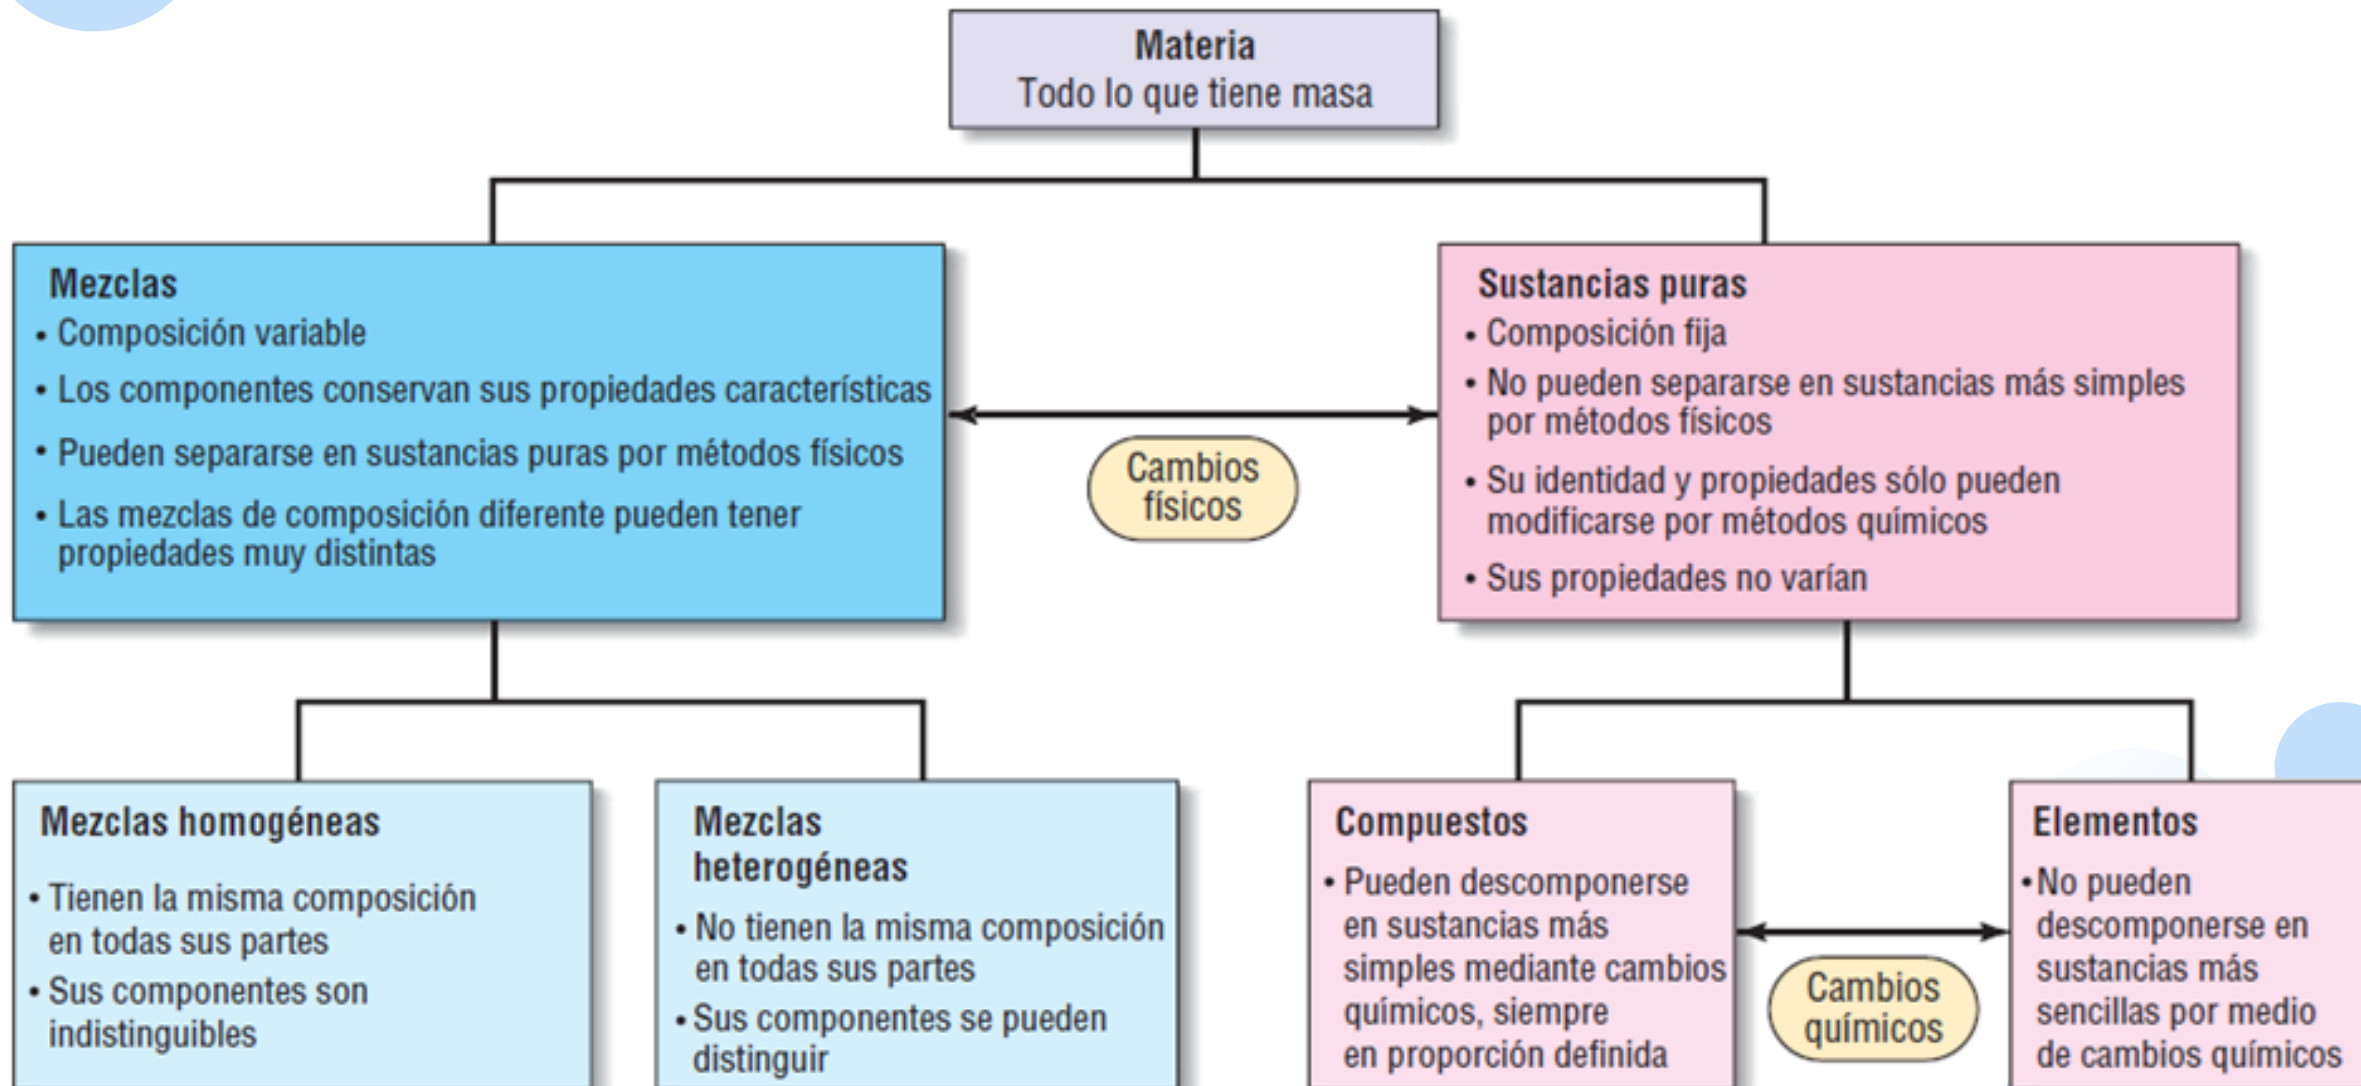 Materia
Todo lo que tiene masa
Mezclas
• Composición variable
• Los componentes conservan sus propiedades características
• Pueden separarse en sustancias puras por métodos físicos
• Las mezclas de composición diferente pueden tener
propiedades muy distintas
Cambios
físicos
Sustancias puras
• Composición fija
• No pueden separarse en sustancias más simples
por métodos físicos
• Su identidad y propiedades sólo pueden
modificarse por métodos químicos
• Sus propiedades no varían
Mezclas homogéneas
• Tienen la misma composición
en todas sus partes
• Sus componentes son
indistinguibles
Mezclas
heterogéneas
• No tienen la misma composición
en todas sus partes
• Sus componentes se pueden
distinguir
Compuestos
• Pueden descomponerse
en sustancias más
simples mediante cambios
químicos, siempre
en proporción definida
Cambios
químicos
Elementos
• No pueden
descomponerse en
sustancias más
sencillas por medio
de cambios químicos